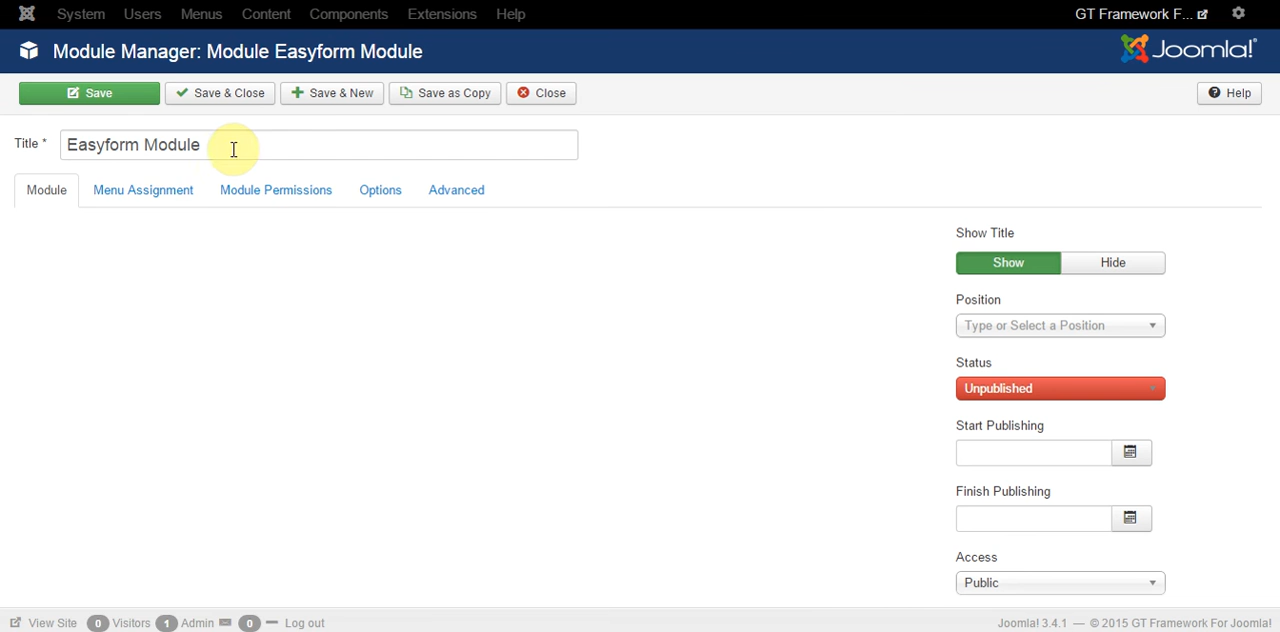 System Users Menus Content Components Extensions Help GT Framework F...
Module Manager: Module Easyform Module Joomla!®
Save Save & Close Save & New Save as Copy Close Help
Title * Easyform Module
Module Menu Assignment Module Permissions Options Advanced
Show Title
Show Hide
Position
Type or Select a Position
Status
Unpublished
Start Publishing
Finish Publishing
Access
Public
View Site 0 Visitors 1 Admin 0 Log out Joomla! 3.4.1 — © 2015 GT Framework For Joomla!